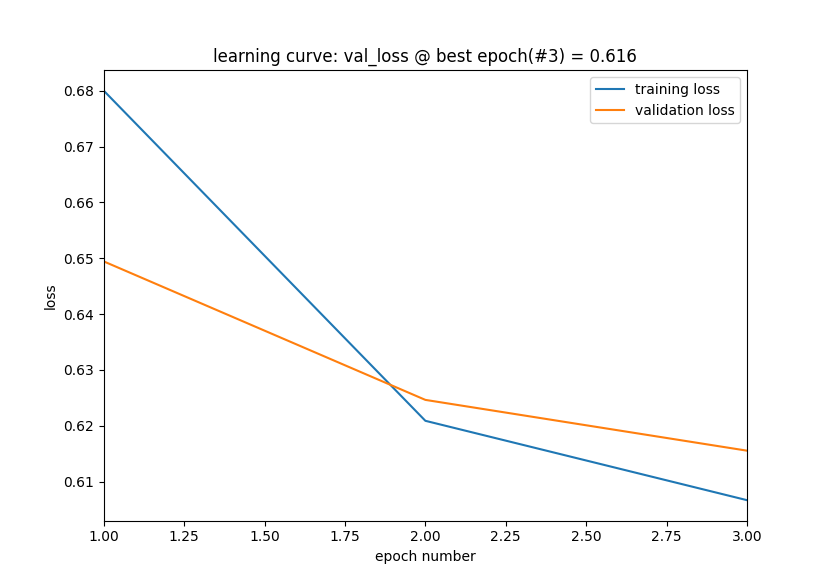 learning curve: val_loss @ best epoch(#3) = 0.616
training loss
validation loss
0.68
0.67
0.66
0.65
0.64
0.63
0.62
0.61
loss
1.00 1.25 1.50 1.75 2.00 2.25 2.50 2.75 3.00
epoch number